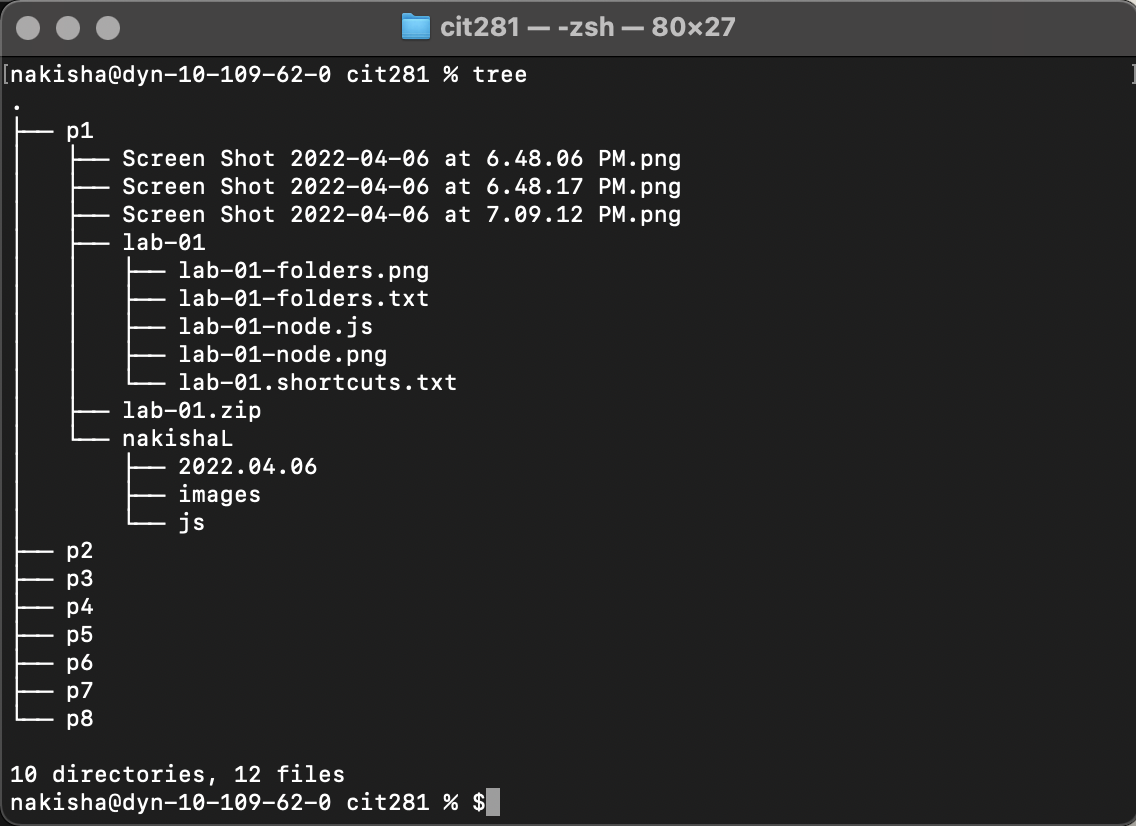 cit281 — -zsh — 80×27
[nakisha@dyn-10-109-62-0 cit281 % tree ]
.
├── p1
│   ├── Screen Shot 2022-04-06 at 6.48.06 PM.png
│   ├── Screen Shot 2022-04-06 at 6.48.17 PM.png
│   ├── Screen Shot 2022-04-06 at 7.09.12 PM.png
│   ├── lab-01
│   │   ├── lab-01-folders.png
│   │   ├── lab-01-folders.txt
│   │   ├── lab-01-node.js
│   │   ├── lab-01-node.png
│   │   └── lab-01.shortcuts.txt
│   ├── lab-01.zip
│   └── nakishaL
│       ├── 2022.04.06
│       ├── images
│       └── js
├── p2
├── p3
├── p4
├── p5
├── p6
├── p7
└── p8
10 directories, 12 files
nakisha@dyn-10-109-62-0 cit281 % $